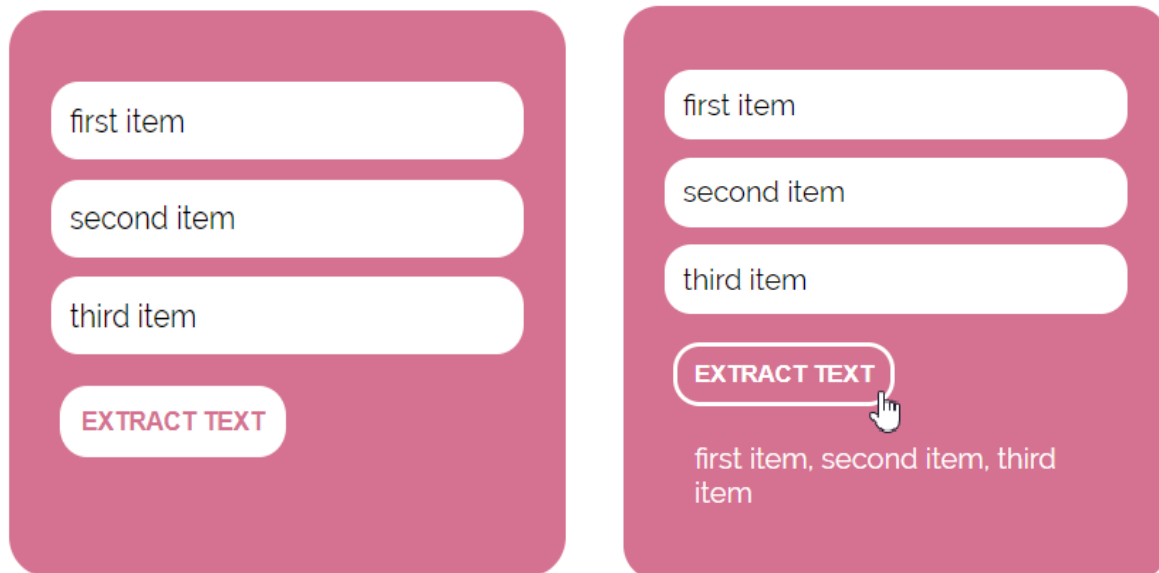 first item
second item
third item
EXTRACT TEXT
first item
second item
third item
EXTRACT TEXT
first item, second item, third
item